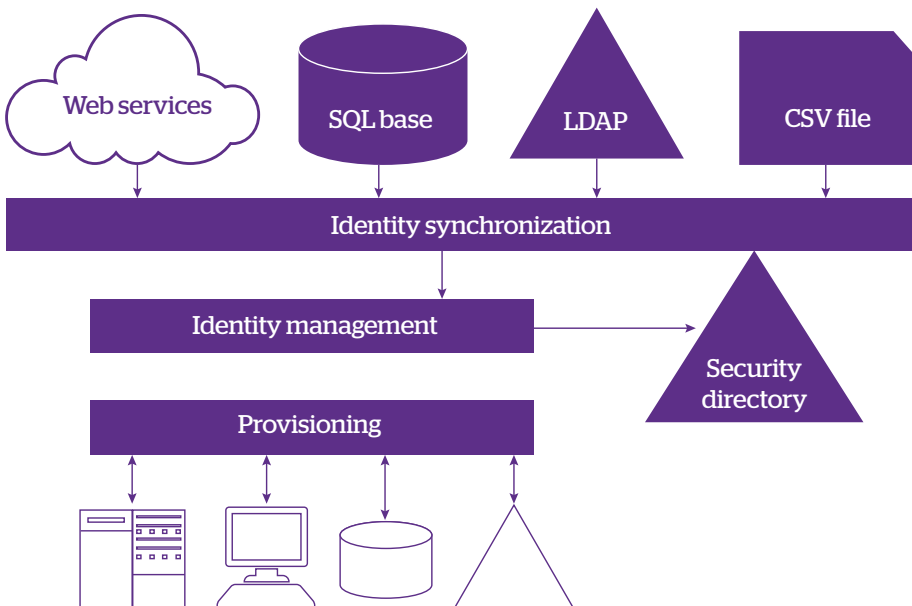 Web services
SQL base
LDAP
CSV file
Identity synchronization
Identity management
Security
directory
Provisioning